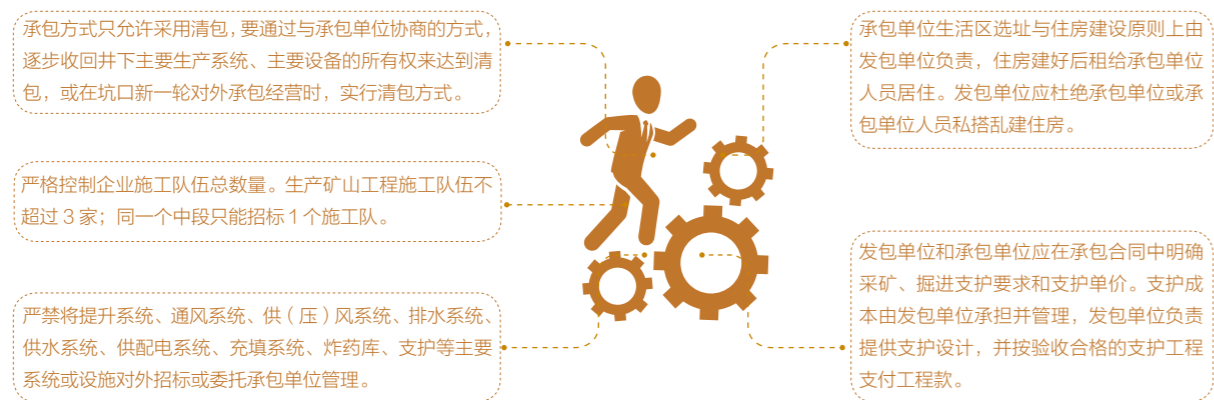 承包方式只允许采用清包，要通过与承包单位协商的方式，
逐步收回井下主要生产系统、主要设备的所有权来达到清
包，或在坑口新一轮对外承包经营时，实行清包方式。
严格控制企业施工队伍总数量。生产矿山工程施工队伍不
超过 3 家；同一个中段只能招标 1 个施工队。
严禁将提升系统、通风系统、供（压）风系统、排水系统、
供水系统、供配电系统、充填系统、炸药库、支护等主要
系统或设施对外招标或委托承包单位管理。
承包单位生活区选址与住房建设原则上由
发包单位负责，住房建好后租给承包单位
人员居住。发包单位应杜绝承包单位或承
包单位人员私搭乱建住房。
发包单位和承包单位应在承包合同中明确
采矿、掘进支护要求和支护单价。支护成
本由发包单位承担并管理，发包单位负责
提供支护设计，并按验收合格的支护工程
支付工程款。